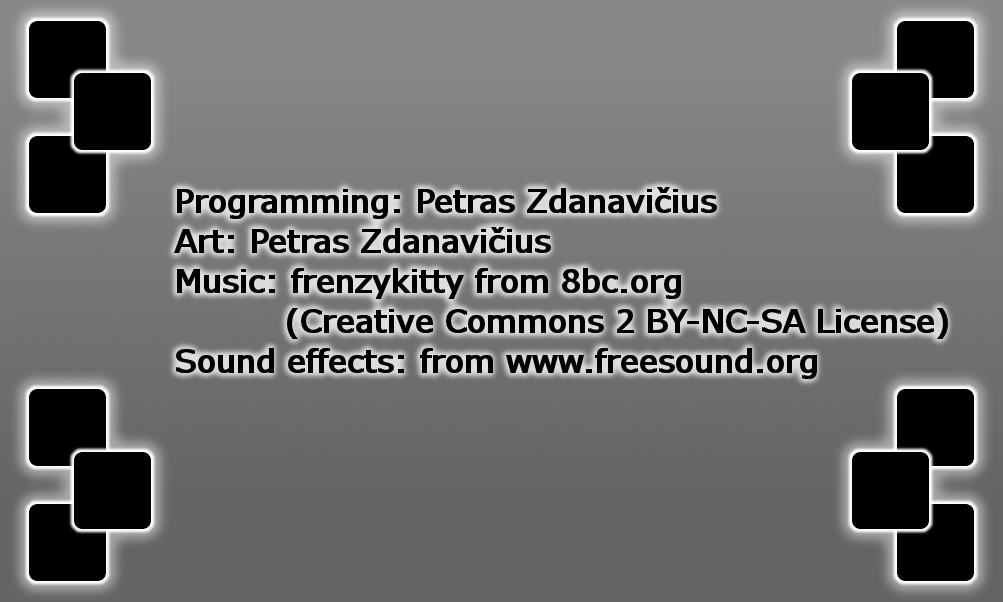 Programming: Petras Zdanavičius
Art: Petras Zdanavičius
Music: frenzykitty from 8bc.org
(Creative Commons 2 BY-NC-SA License)
Sound effects: from www.freesound.org